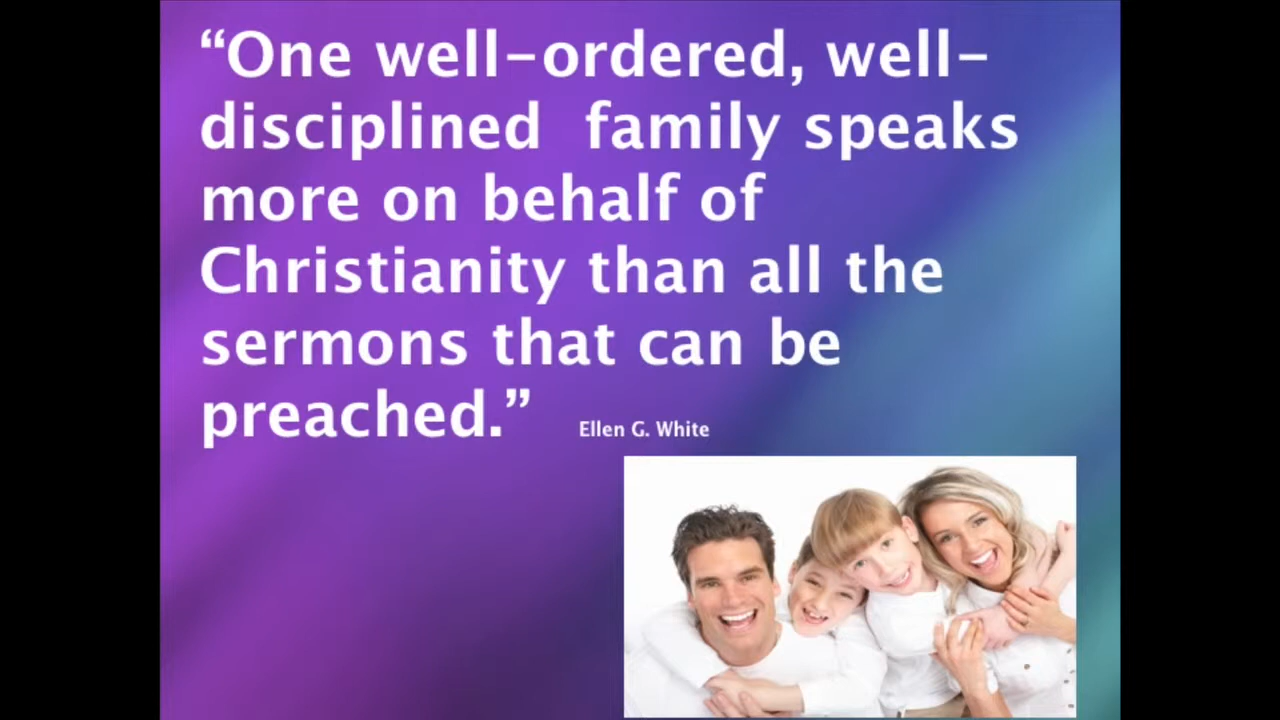 “One well-ordered, well-
disciplined  family speaks
more on behalf of
Christianity than all the
sermons that can be
preached.”   Ellen G. White